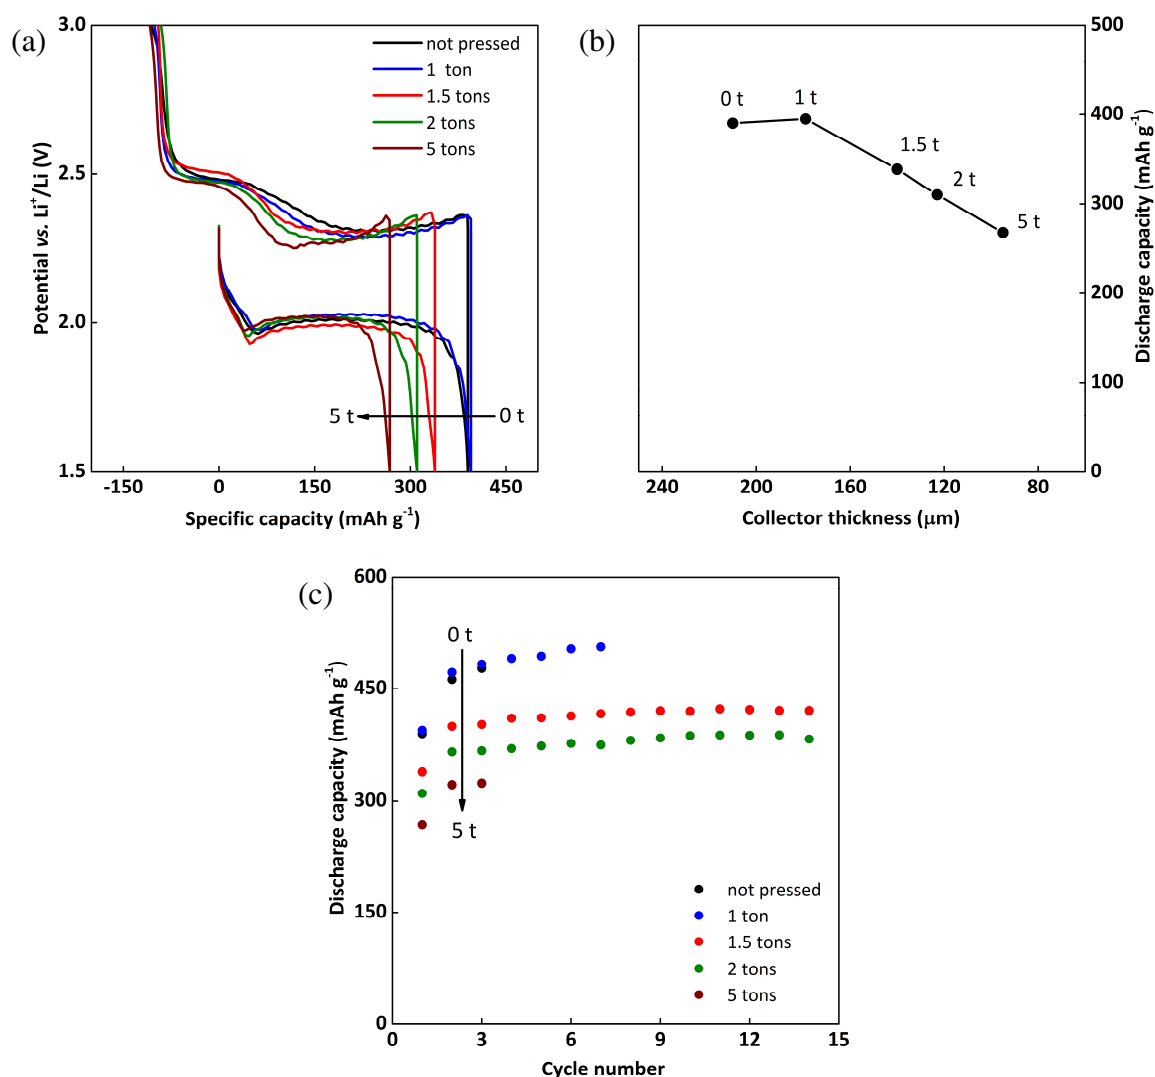 (a)
3.0
2.5
2.0
1.5
Potential vs. Li⁺/Li (V)
not pressed
1 ton
1.5 tons
2 tons
5 tons
5 t
0 t
-150 0 150 300 450
Specific capacity (mAh g⁻¹)
(b)
0 t
1 t
1.5 t
2 t
5 t
500
400
300
200
100
0
Discharge capacity (mAh g⁻¹)
240 200 160 120 80
Collector thickness (μm)
(c)
600
450
300
150
0
Discharge capacity (mAh g⁻¹)
0 t
5 t
not pressed
1 ton
1.5 tons
2 tons
5 tons
0 3 6 9 12 15
Cycle number